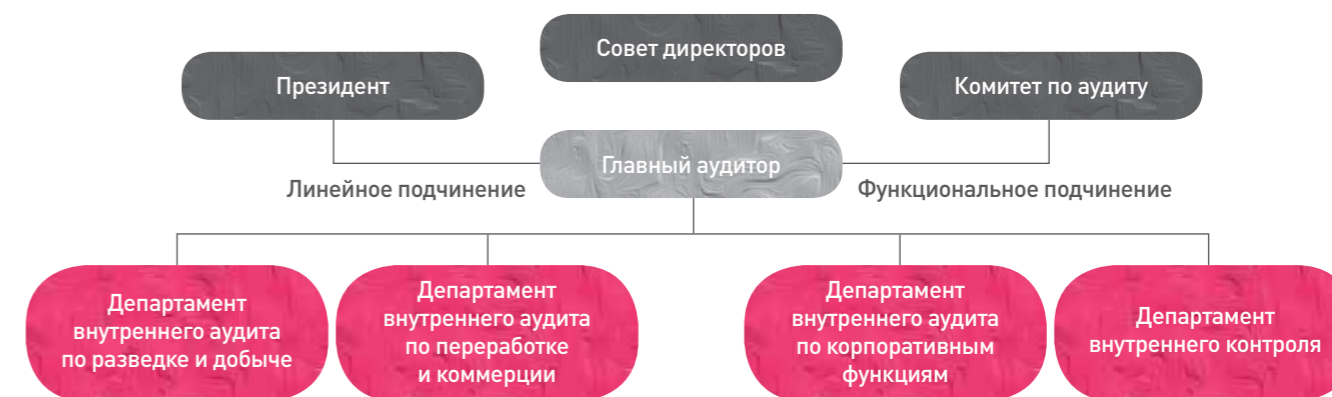 Совет директоров
Президент
Комитет по аудиту
Главный аудитор
Линейное подчинение
Функциональное подчинение
Департамент
внутреннего аудита
по разведке и добыче
Департамент
внутреннего аудита
по переработке
и коммерции
Департамент
внутреннего аудита
по корпоративным
функциям
Департамент
внутреннего контроля